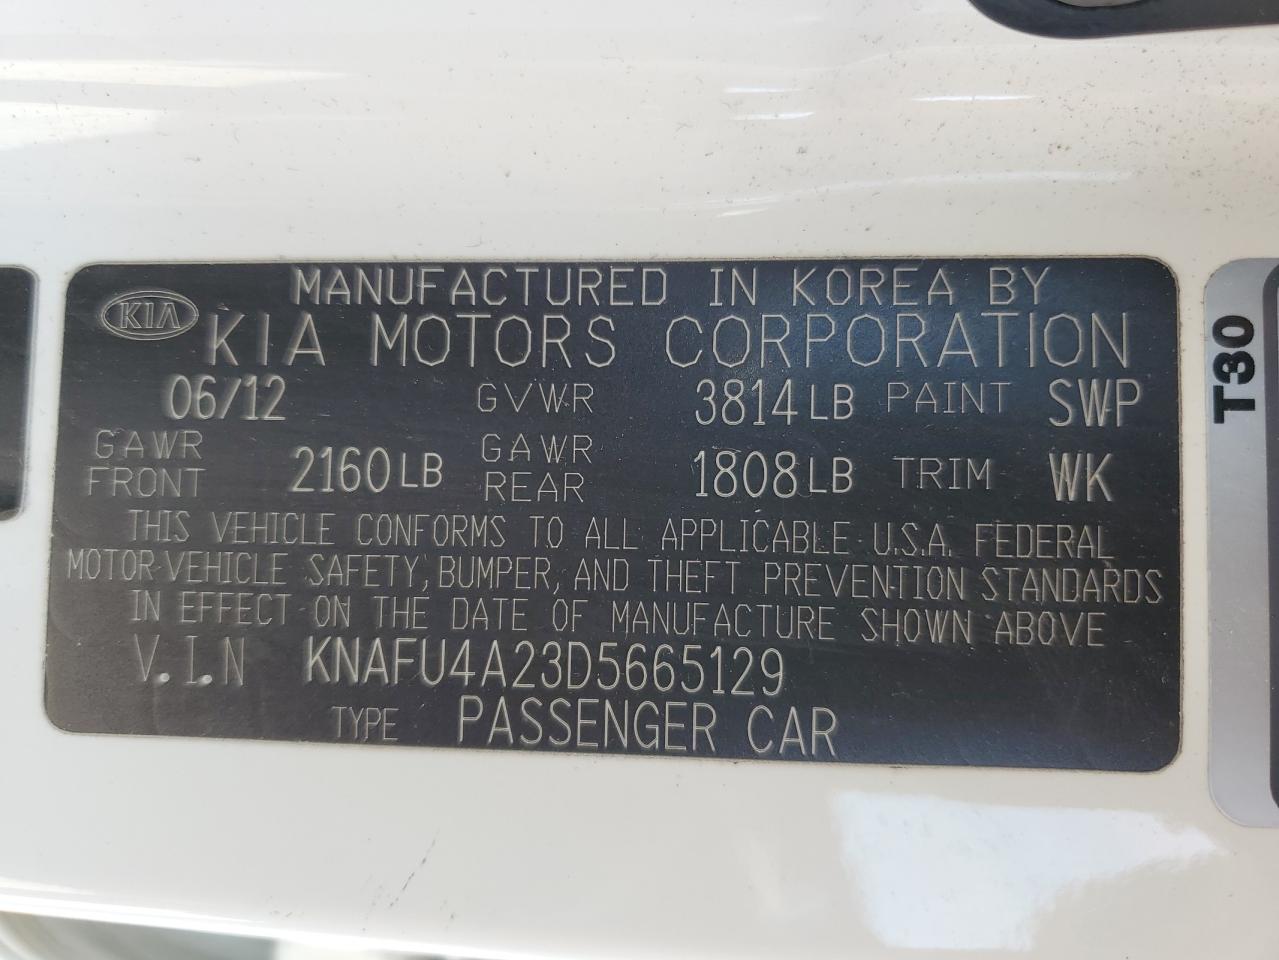 MANUFACTURED IN KOREA BY
KIA KIA MOTORS CORPORATION
06/12 GVWR 3814 LB PAINT SWP
GAWR FRONT 2160 LB GAWR REAR 1808 LB TRIM WK
THIS VEHICLE CONFORMS TO ALL APPLICABLE U.S.A. FEDERAL
MOTOR VEHICLE SAFETY, BUMPER, AND THEFT PREVENTION STANDARDS
IN EFFECT ON THE DATE OF MANUFACTURE SHOWN ABOVE
V.I.N KNAFU4A23D5665129
TYPE PASSENGER CAR
T30